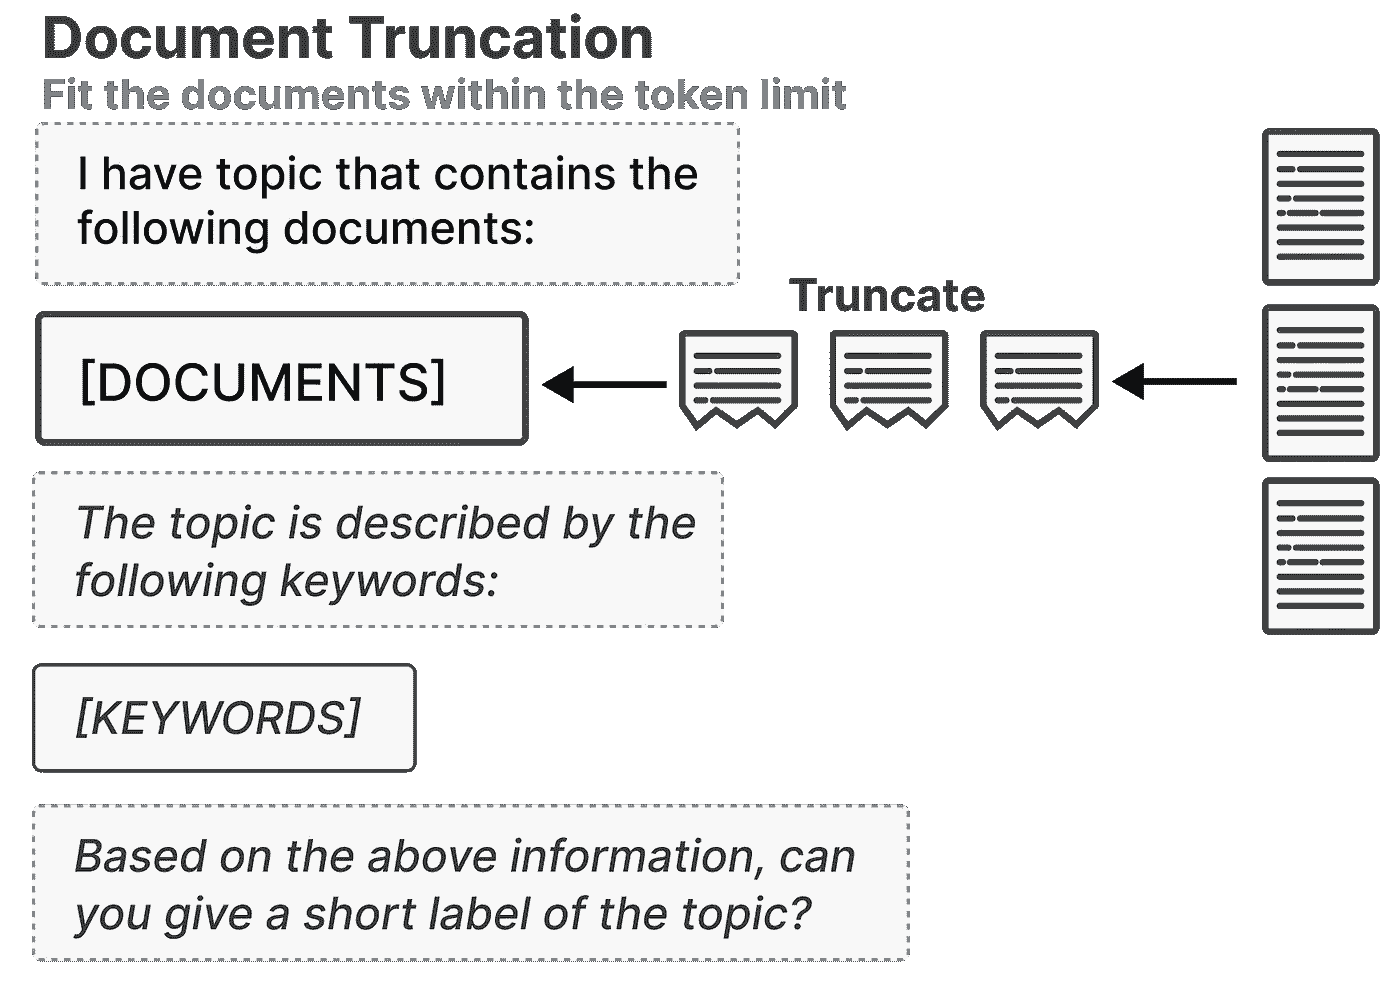 Document Truncation
Fit the documents within the token limit
I have topic that contains the
following documents:
Truncate
[DOCUMENTS]
The topic is described by the
following keywords:
[KEYWORDS]
Based on the above information, can
you give a short label of the topic?